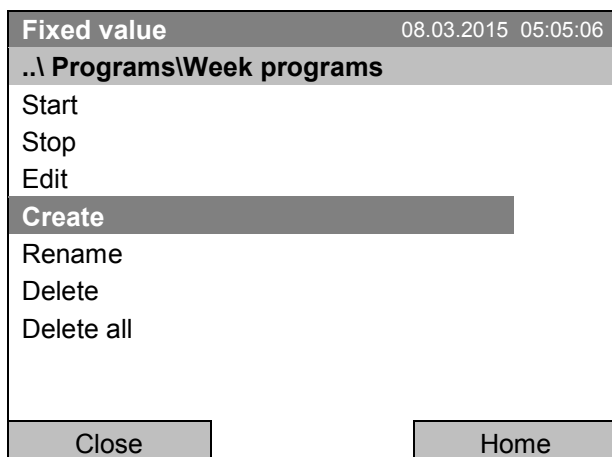 Fixed value 08.03.2015 05:05:06
..\ Programs\Week programs
Start
Stop
Edit
Create
Rename
Delete
Delete all
Close Home